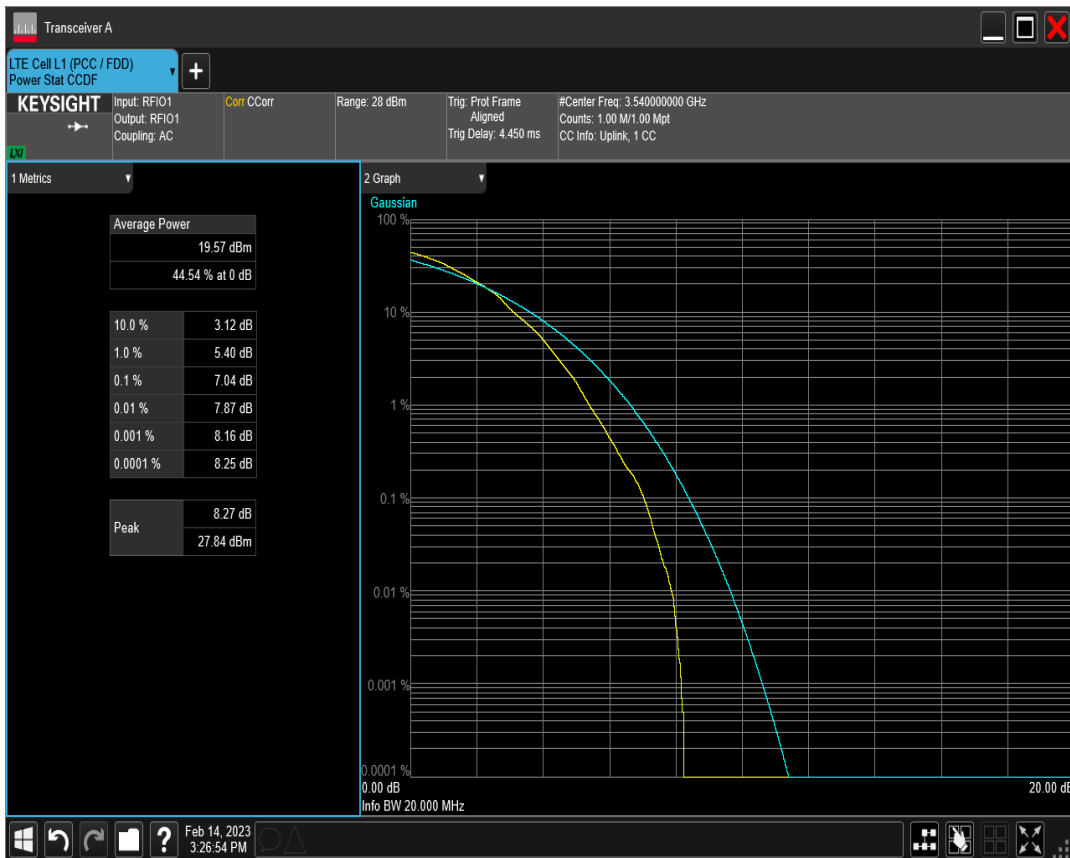 Transceiver A
LTE Cell L1 (PCC / FDD)
Power Stat CCDF
KEYSIGHT
LXI
Input: RFIO1
Output: RFIO1
Coupling: AC
Corr CCorr
Range: 28 dBm
Trig: Prot Frame
Aligned
Trig Delay: 4.450 ms
#Center Freq: 3.540000000 GHz
Counts: 1.00 M/1.00 Mpt
CC Info: Uplink, 1 CC
1 Metrics
Average Power
19.57 dBm
44.54 % at 0 dB
10.0 % 3.12 dB
1.0 % 5.40 dB
0.1 % 7.04 dB
0.01 % 7.87 dB
0.001 % 8.16 dB
0.0001 % 8.25 dB
Peak
8.27 dB
27.84 dBm
2 Graph
Gaussian
100 %
10 %
1 %
0.1 %
0.01 %
0.001 %
0.0001 %
0.00 dB
20.00 dB
Info BW 20.000 MHz
Feb 14, 2023
3:26:54 PM